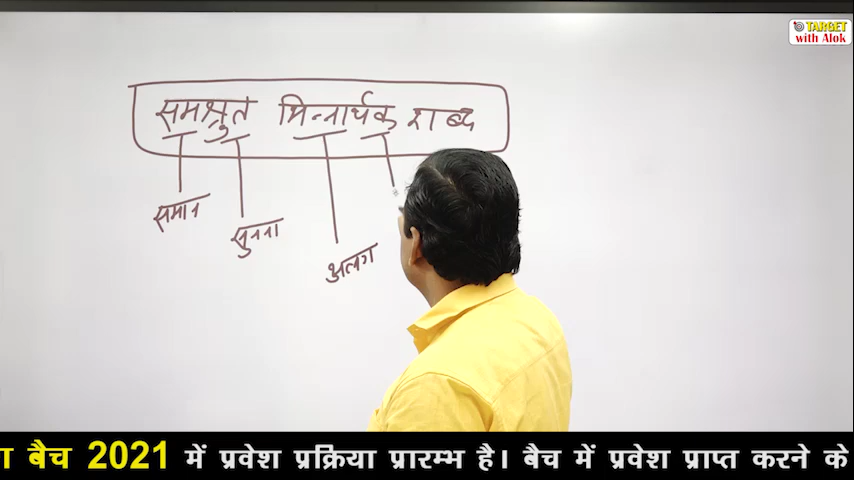 TARGET
with Alok
समश्रुत भिन्नार्थक शब्द
समान
सुनना
अलग
बैच 2021 में प्रवेश प्रक्रिया प्रारम्भ है। बैच में प्रवेश प्राप्त करने के